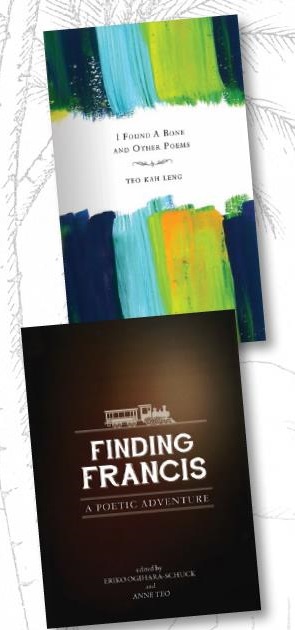 I FOUND A BONE
AND OTHER POEMS
TEO KAH LENG
FINDING
FRANCIS
A POETIC ADVENTURE
edited by
ERIKO OGIHARA-SCHUCK
and
ANNE TEO